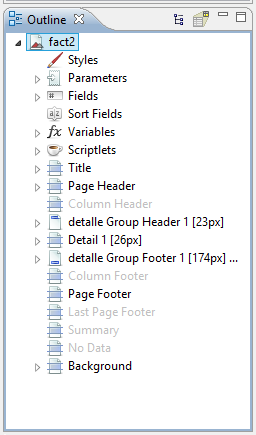 Outline
fact2
Styles
Parameters
Fields
Sort Fields
Variables
Scriptlets
Title
Page Header
Column Header
detalle Group Header 1 [23px]
Detail 1 [26px]
detalle Group Footer 1 [174px] ...
Column Footer
Page Footer
Last Page Footer
Summary
No Data
Background